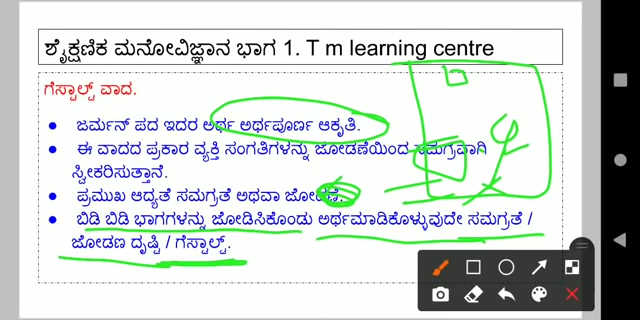 ಶೈಕ್ಷಣಿಕ ಮನೋವಿಜ್ಞಾನ ಭಾಗ 1. T m learning centre
ಗೆಸ್ಟಾಲ್ಟ್ ವಾದ.
ಜರ್ಮನ್ ಪದ ಇದರ ಅರ್ಥ ಅರ್ಥಪೂರ್ಣ ಆಕೃತಿ.
ಈ ವಾದದ ಪ್ರಕಾರ ವ್ಯಕ್ತಿ ಸಂಗತಿಗಳನ್ನು ಜೋಡಣೆಯಿಂದ ಸಮಗ್ರವಾಗಿ
ಸ್ವೀಕರಿಸುತ್ತಾನೆ.
ಪ್ರಮುಖ ಆದ್ಯತೆ ಸಮಗ್ರತೆ ಅಥವಾ ಜೋಡಣೆ.
ಬಿಡಿ ಬಿಡಿ ಭಾಗಗಳನ್ನು ಜೋಡಿಸಿಕೊಂಡು ಅರ್ಥಮಾಡಿಕೊಳ್ಳುವುದೇ ಸಮಗ್ರತೆ /
ಜೋಡಣ ದೃಷ್ಟಿ / ಗೆಸ್ಟಾಲ್ಟ್.